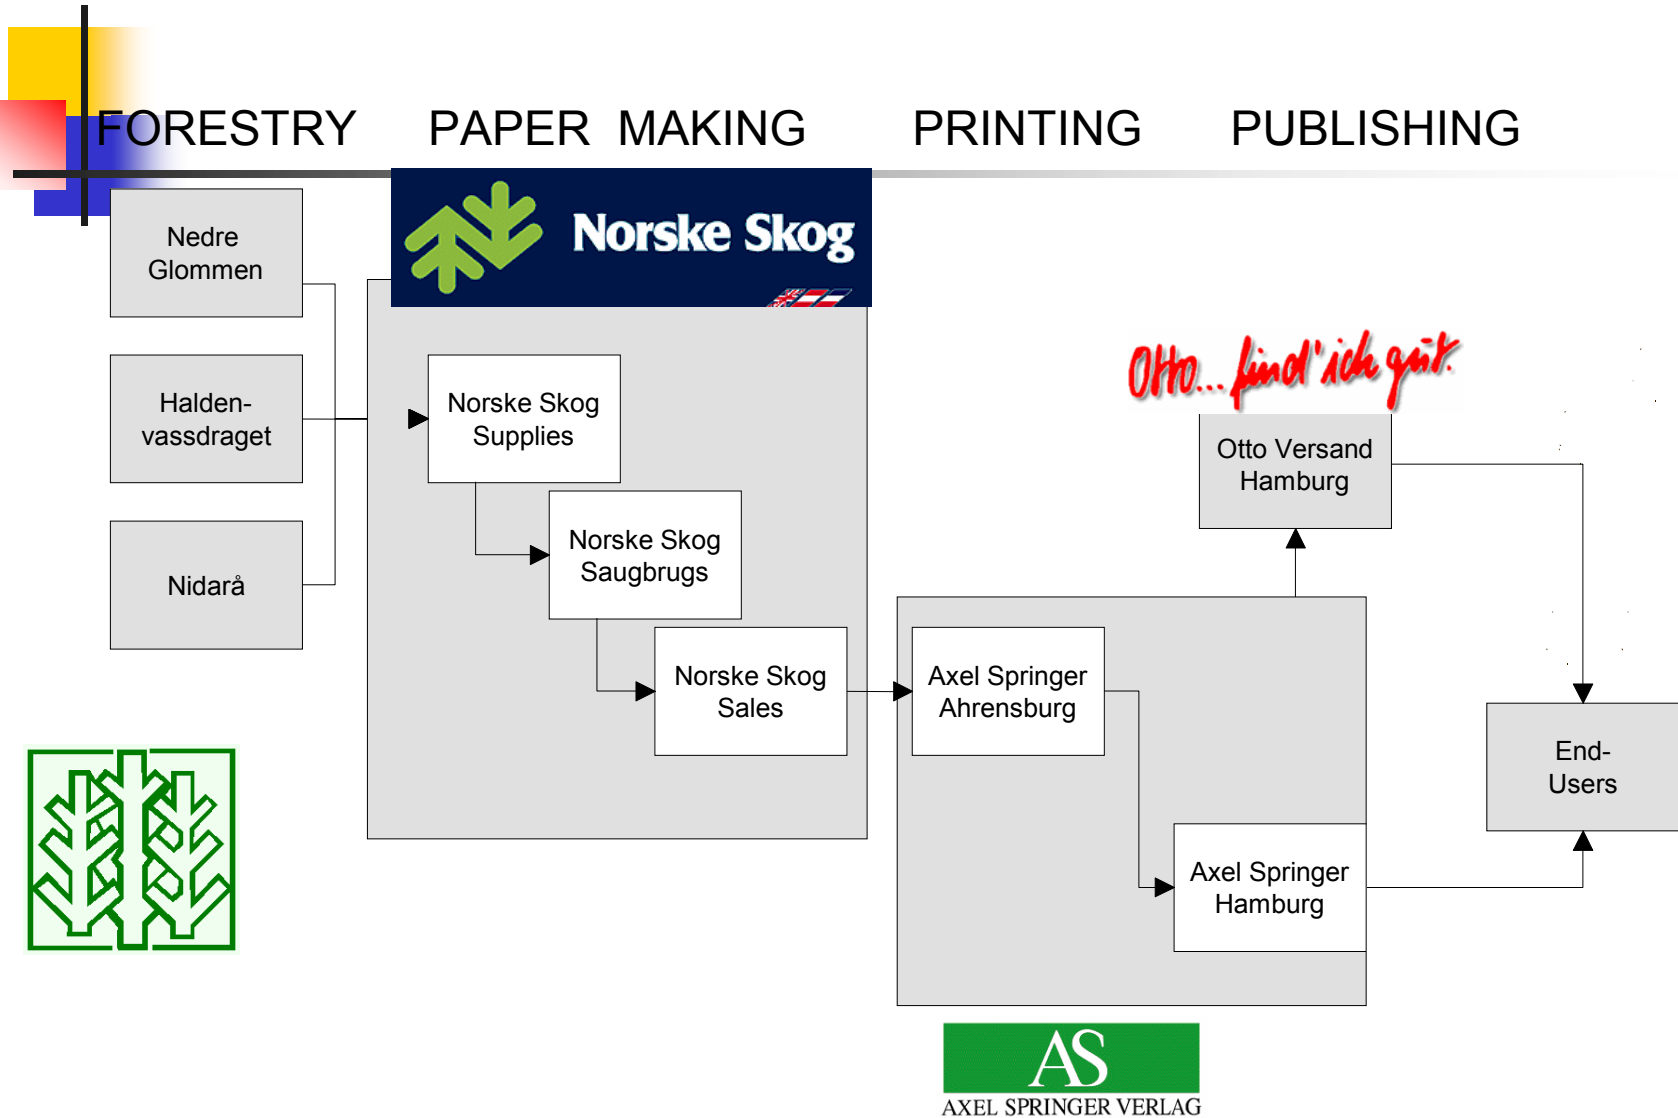 FORESTRY PAPER MAKING PRINTING PUBLISHING
Norske Skog
Nedre
Glommen
Halden-
vassdraget
Nidarå
Norske Skog
Supplies
Norske Skog
Saugbrugs
Norske Skog
Sales
Axel Springer
Ahrensburg
Axel Springer
Hamburg
Otto... find' ich gut.
Otto Versand
Hamburg
End-
Users
AS
AXEL SPRINGER VERLAG